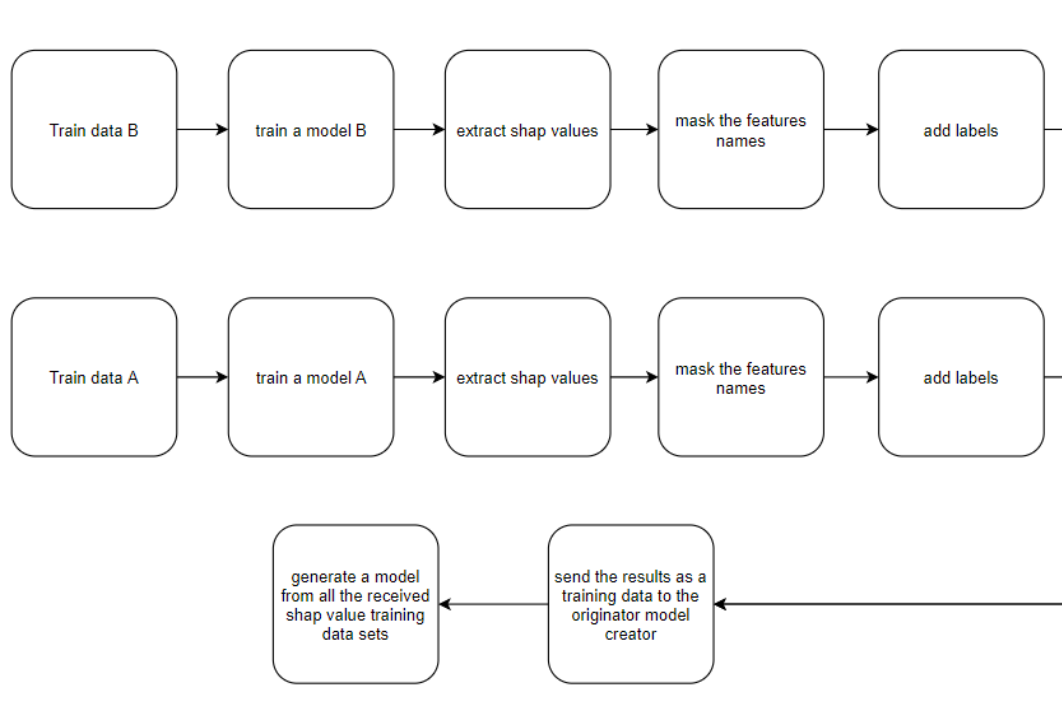 Train data B
train a model B
extract shap values
mask the features
names
add labels
Train data A
train a model A
extract shap values
mask the features
names
add labels
generate a model
from all the received
shap value training
data sets
send the results as a
training data to the
originator model
creator